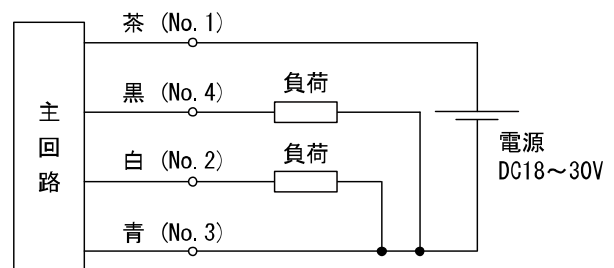 茶 (No. 1)
黒 (No. 4)
負荷
白 (No. 2)
負荷
青 (No. 3)
主回路
電源
DC18～30V